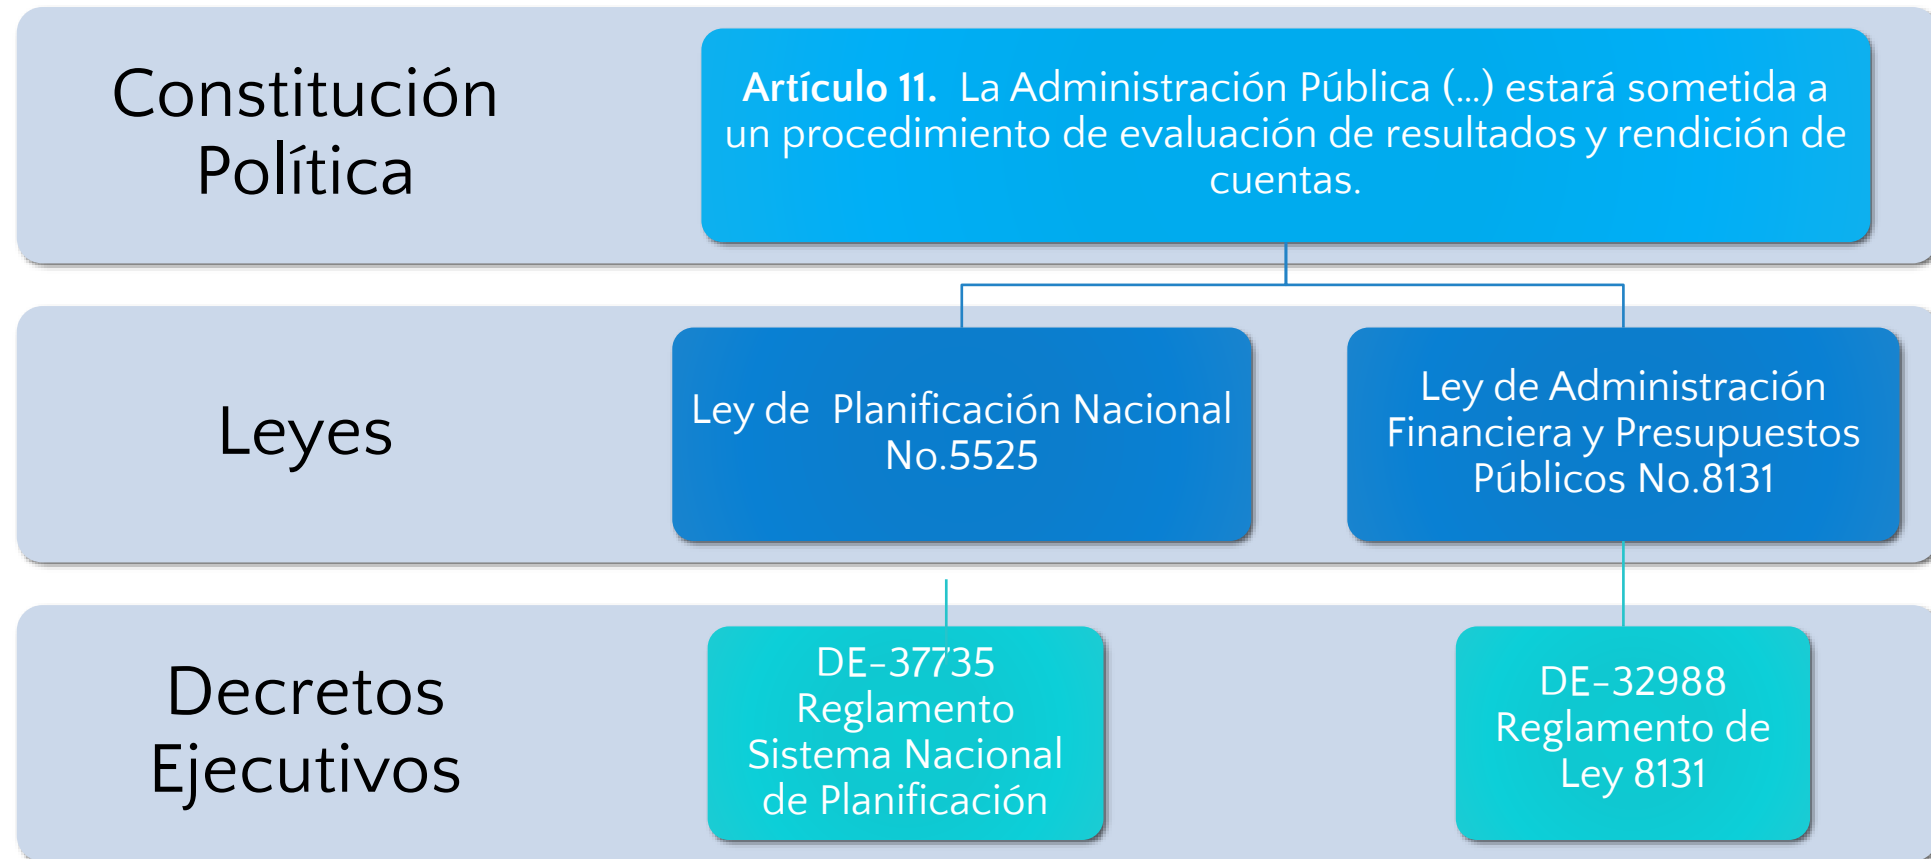 Constitución
Política
Artículo 11. La Administración Pública (...) estará sometida a
un procedimiento de evaluación de resultados y rendición de
cuentas.
Leyes
Ley de Planificación Nacional
No.5525
Ley de Administración
Financiera y Presupuestos
Públicos No.8131
Decretos
Ejecutivos
DE-37735
Reglamento
Sistema Nacional
de Planificación
DE-32988
Reglamento de
Ley 8131